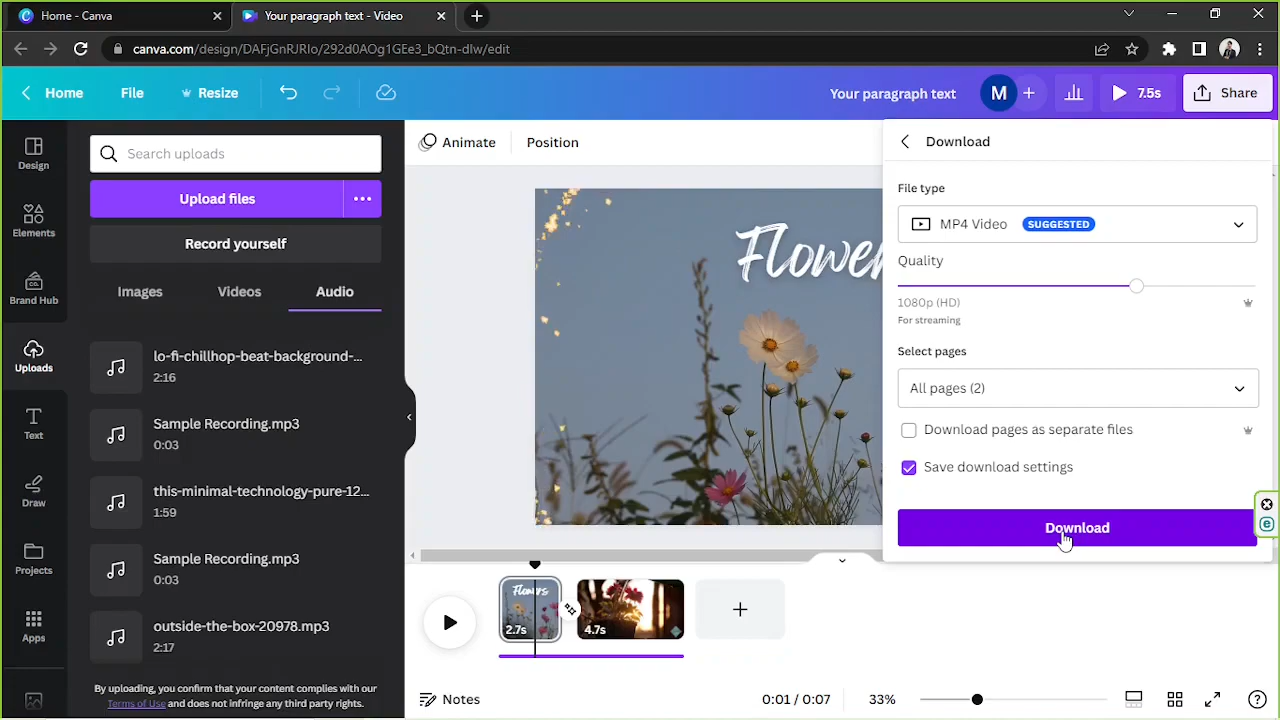 Home - Canva
Your paragraph text - Video
canva.com/design/DAFjGnRJRIo/292d0AOg1GEe3_bQtn-dIw/edit
Home
File
Resize
Your paragraph text
M
7.5s
Share
Design
Elements
Brand Hub
Uploads
Text
Draw
Projects
Apps
Search uploads
Upload files
Record yourself
Images
Videos
Audio
lo-fi-chillhop-beat-background-...
2:16
Sample Recording.mp3
0:03
this-minimal-technology-pure-12...
1:59
Sample Recording.mp3
0:03
outside-the-box-20978.mp3
2:17
By uploading, you confirm that your content complies with our
Terms of Use and does not infringe any third party rights.
Animate
Position
Flower
Download
File type
MP4 Video SUGGESTED
Quality
1080p (HD)
For streaming
Select pages
All pages (2)
Download pages as separate files
Save download settings
Download
Flowers
2.7s
4.7s
Notes
0:01 / 0:07
33%